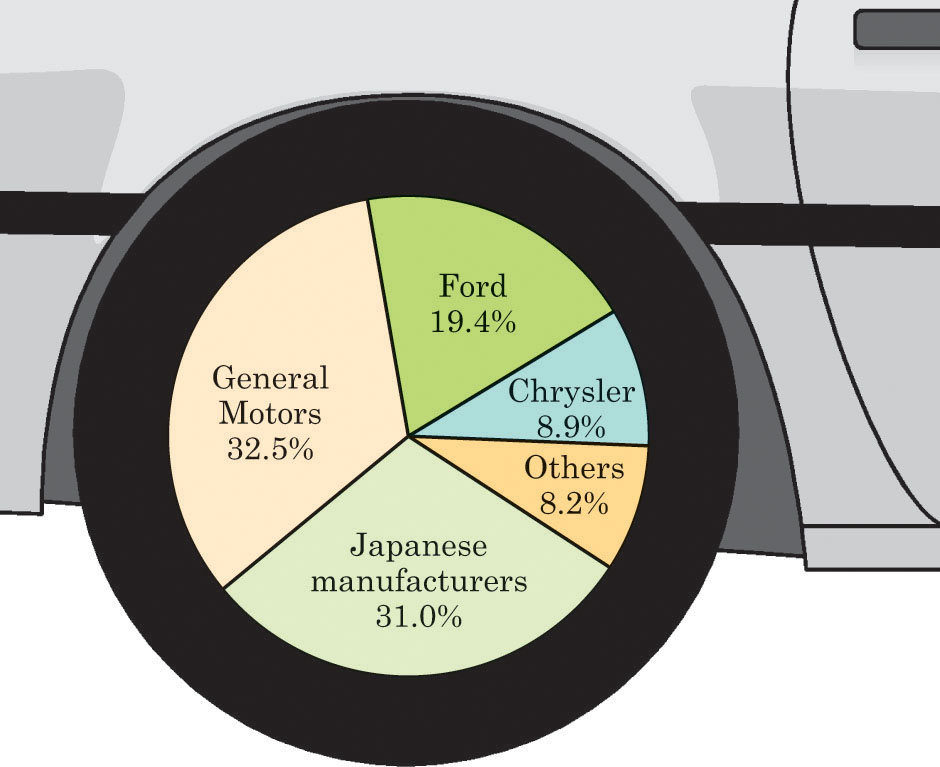 Ford
19.4%
General
Motors
32.5%
Chrysler
8.9%
Others
8.2%
Japanese
manufacturers
31.0%